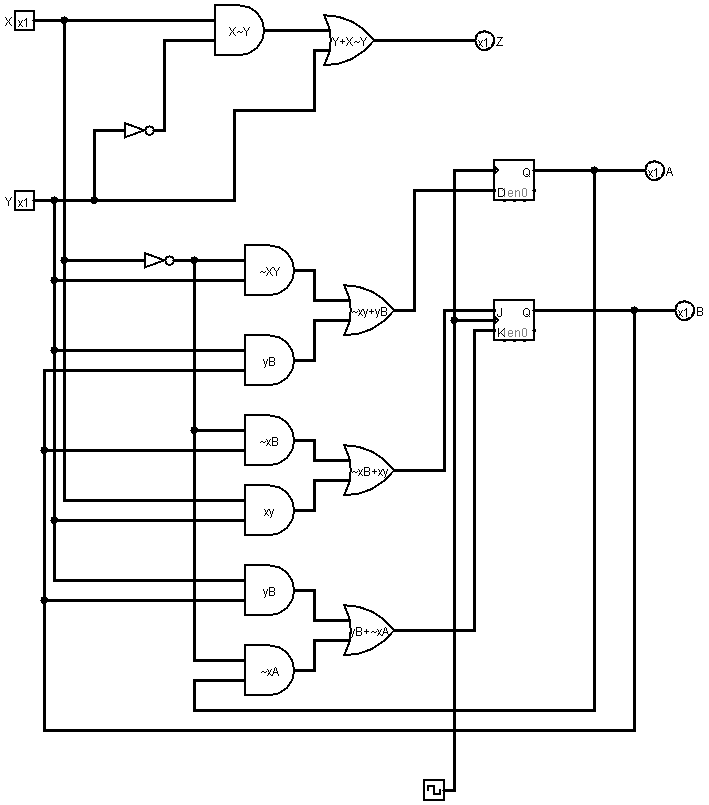 X x1
X~Y
Y+X~Y
x1 Z
Y x1
Q
D en0
x1 A
~XY
~xy+yB
J Q
K en0
x1 B
yB
~xB
~xB+xy
xy
yB
yB+~xA
~xA